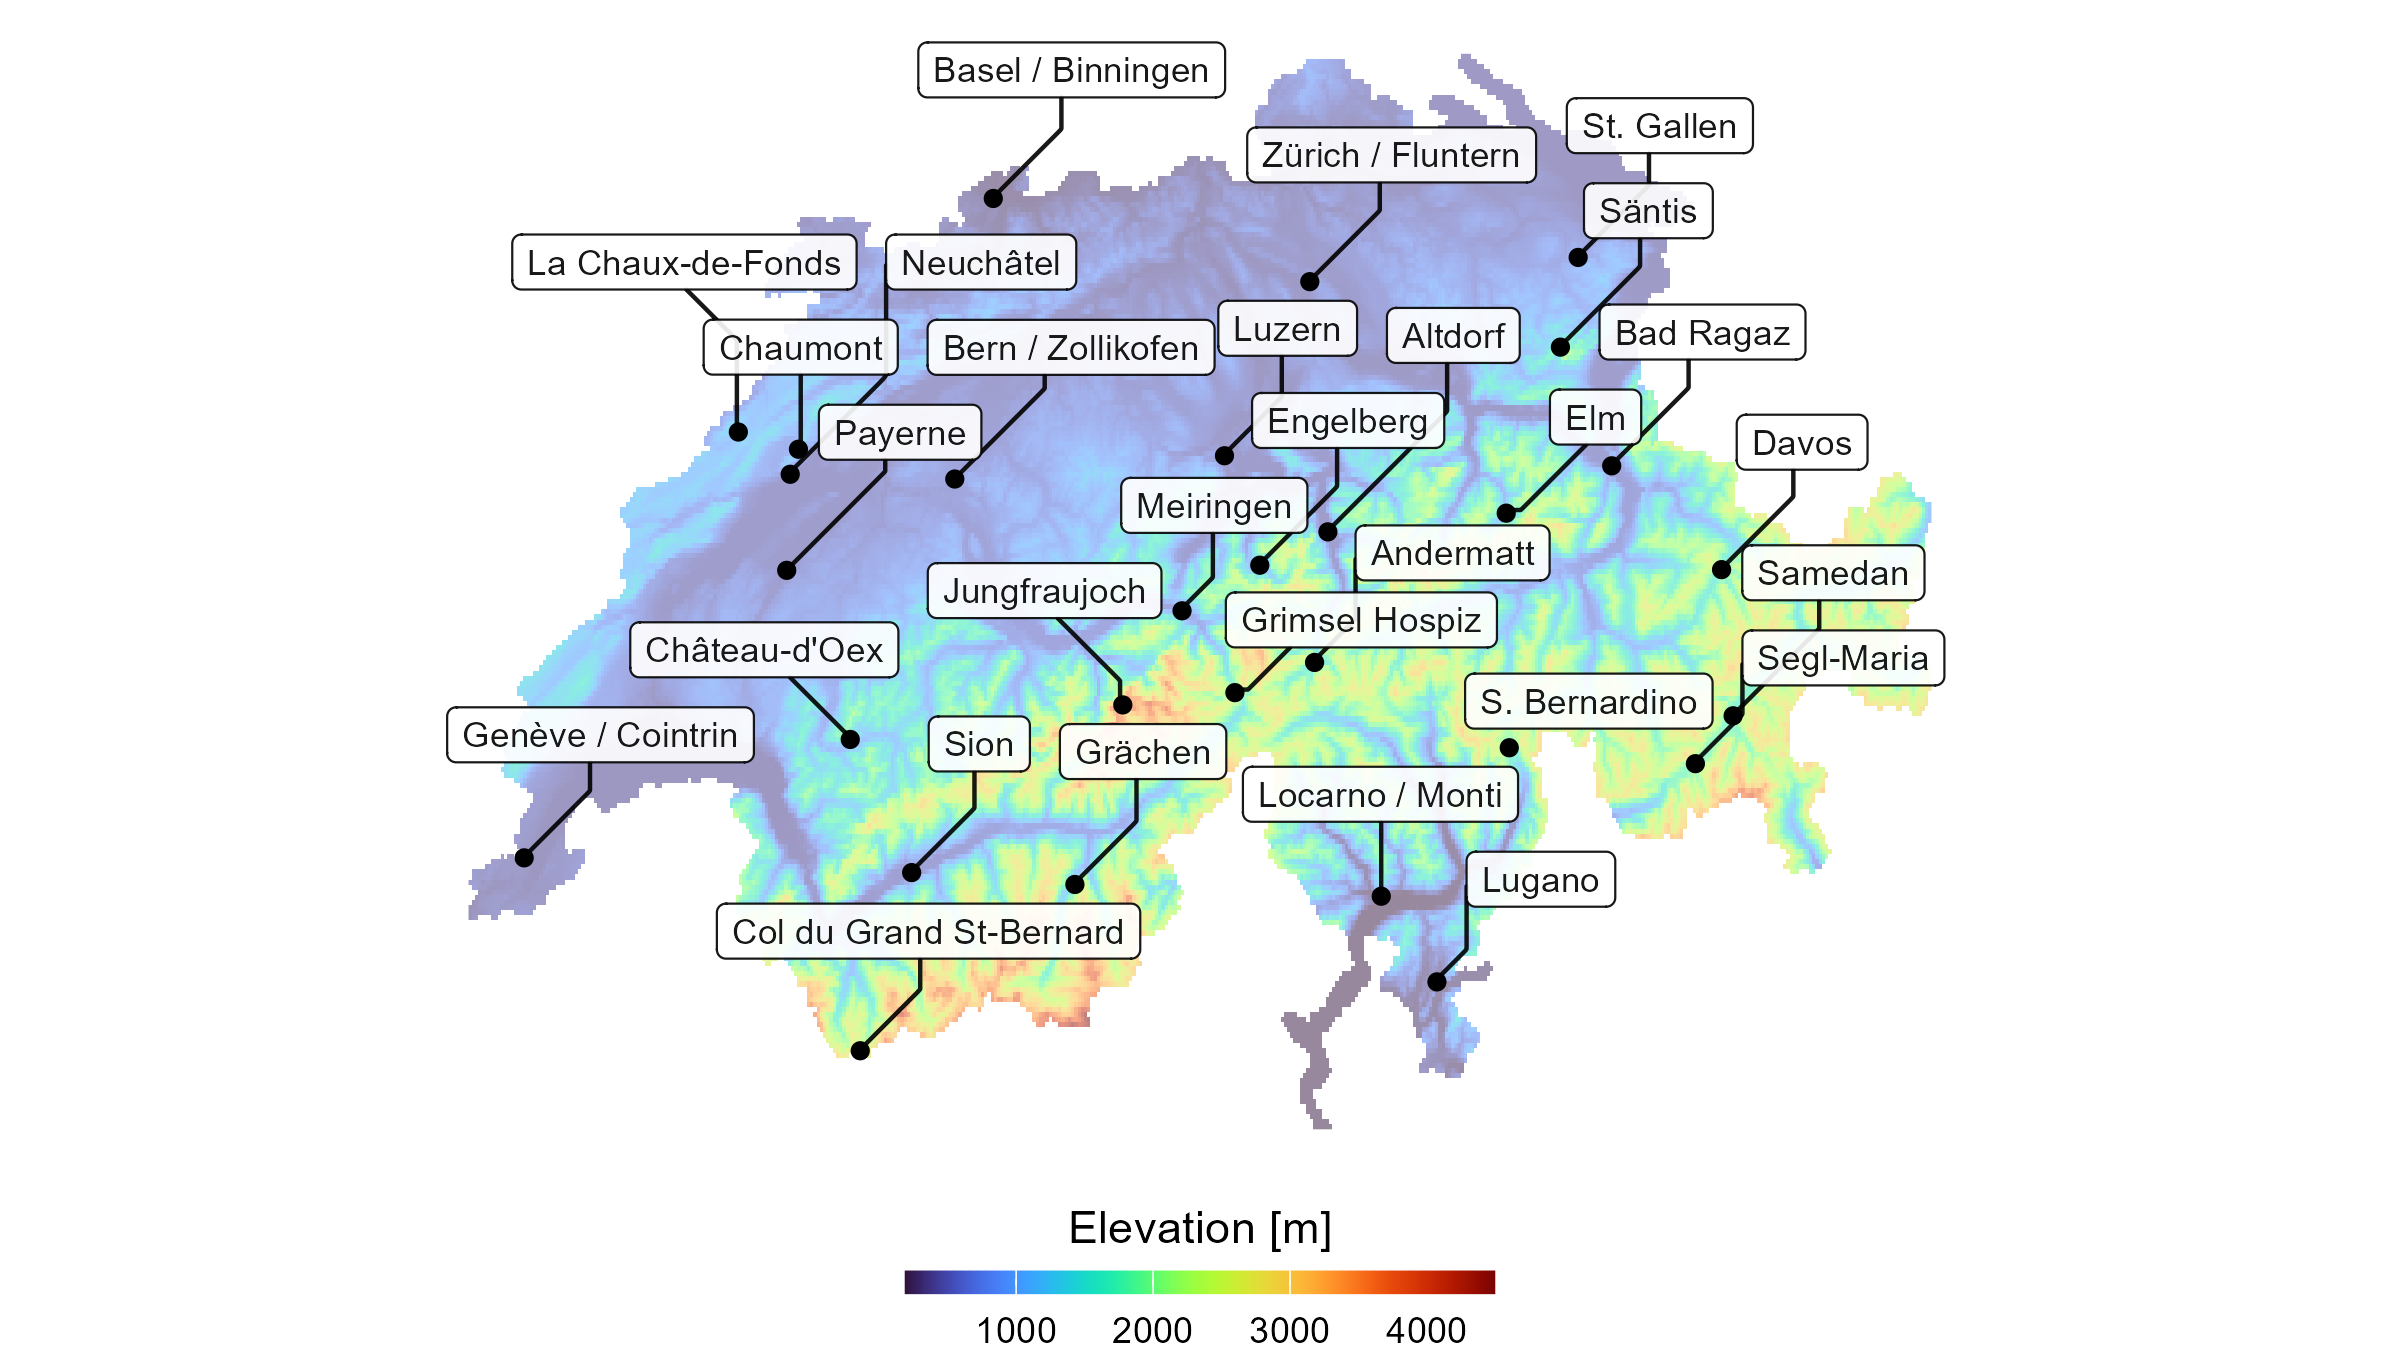 Basel / Binningen
St. Gallen
Zürich / Fluntern
Säntis
La Chaux-de-Fonds
Neuchâtel
Luzern
Altdorf
Bad Ragaz
Chaumont
Bern / Zollikofen
Engelberg
Elm
Payerne
Davos
Meiringen
Andermatt
Samedan
Jungfraujoch
Grimsel Hospiz
Château-d'Oex
Segl-Maria
S. Bernardino
Genève / Cointrin
Sion
Grächen
Locarno / Monti
Lugano
Col du Grand St-Bernard
Elevation [m]
1000 2000 3000 4000